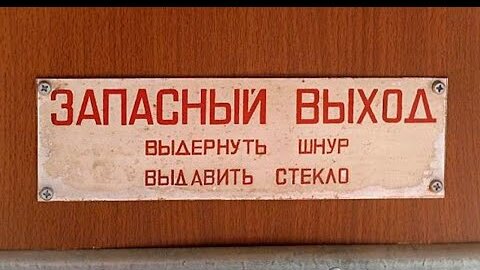 ЗАПАСНЫЙ ВЫХОД
ВЫДЕРНУТЬ ШНУР
ВЫДАВИТЬ СТЕКЛО